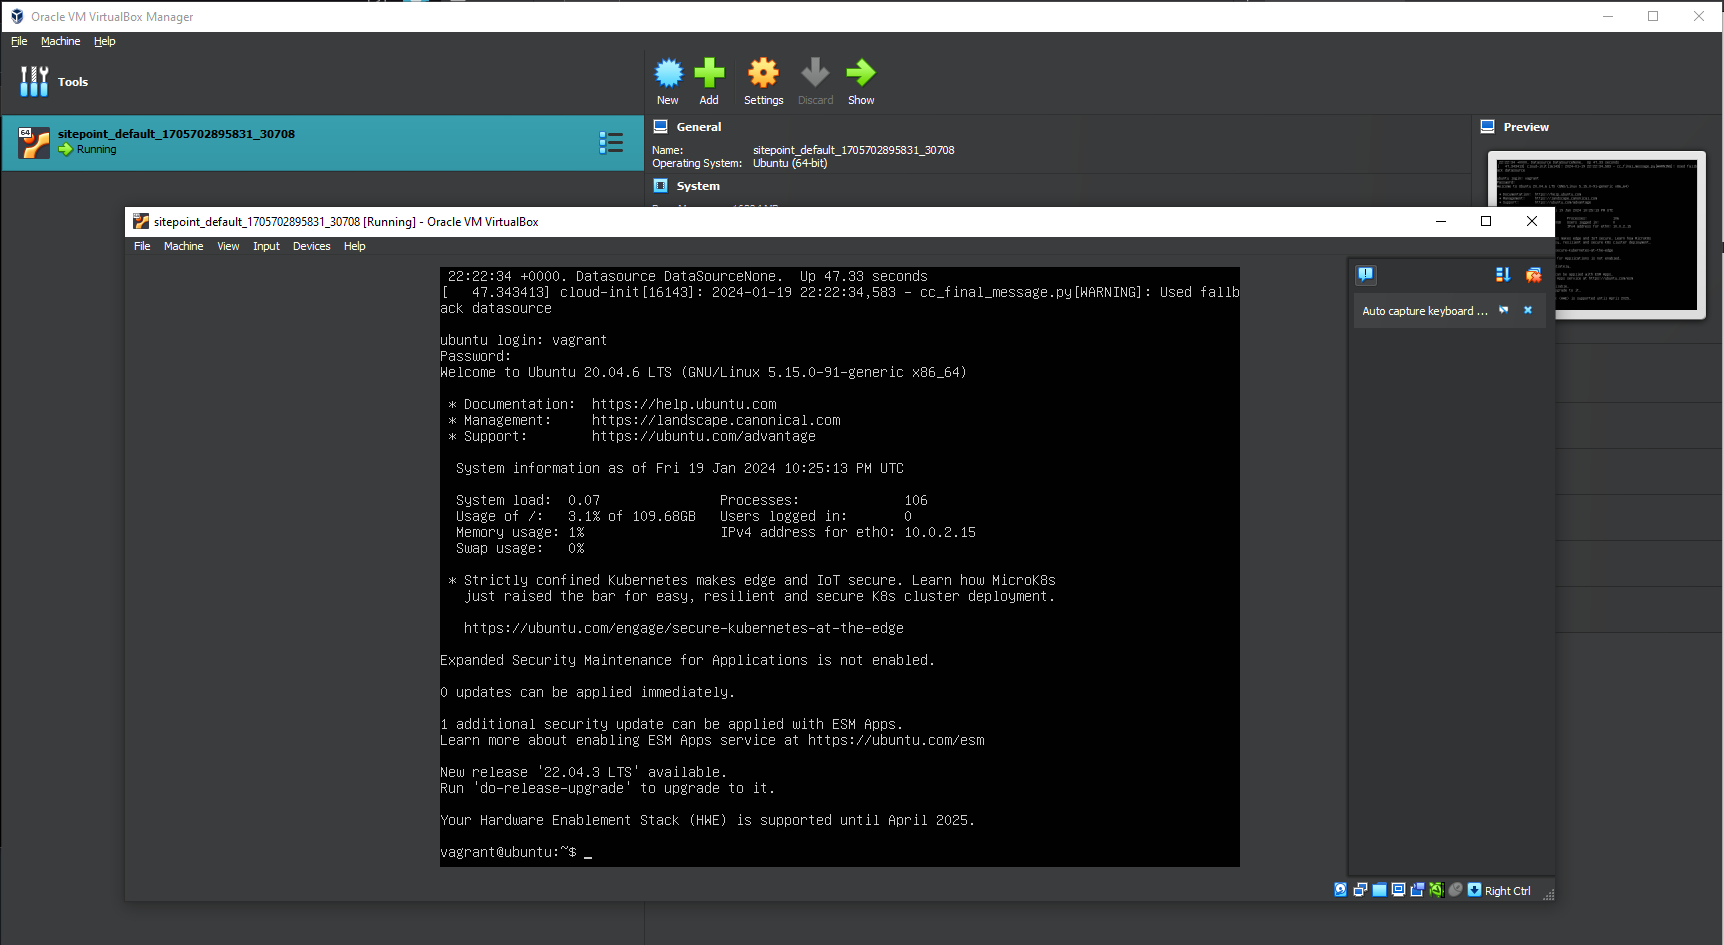 Oracle VM VirtualBox Manager
File Machine Help
Tools
New Add Settings Discard Show
64
sitepoint_default_1705702895831_30708
Running
General
Name: sitepoint_default_1705702895831_30708
Operating System: Ubuntu (64-bit)
System
Preview
sitepoint_default_1705702895831_30708 [Running] - Oracle VM VirtualBox
File Machine View Input Devices Help
22:22:34 +0000. Datasource DataSourceNone.  Up 47.33 seconds
[   47.343413] cloud-init[16143]: 2024-01-19 22:22:34,583 - cc_final_message.py[WARNING]: Used fallb
ack datasource
ubuntu login: vagrant
Password:
Welcome to Ubuntu 20.04.6 LTS (GNU/Linux 5.15.0-91-generic x86_64)
* Documentation:  https://help.ubuntu.com
* Management:     https://landscape.canonical.com
* Support:        https://ubuntu.com/advantage
System information as of Fri 19 Jan 2024 10:25:13 PM UTC
System load:  0.07               Processes:             106
Usage of /:   3.1% of 109.68GB   Users logged in:       0
Memory usage: 1%                 IPv4 address for eth0: 10.0.2.15
Swap usage:   0%
* Strictly confined Kubernetes makes edge and IoT secure. Learn how MicroK8s
just raised the bar for easy, resilient and secure K8s cluster deployment.
https://ubuntu.com/engage/secure-kubernetes-at-the-edge
Expanded Security Maintenance for Applications is not enabled.
0 updates can be applied immediately.
1 additional security update can be applied with ESM Apps.
Learn more about enabling ESM Apps service at https://ubuntu.com/esm
New release '22.04.3 LTS' available.
Run 'do-release-upgrade' to upgrade to it.
Your Hardware Enablement Stack (HWE) is supported until April 2025.
vagrant@ubuntu:~$ _
Auto capture keyboard ...
Right Ctrl